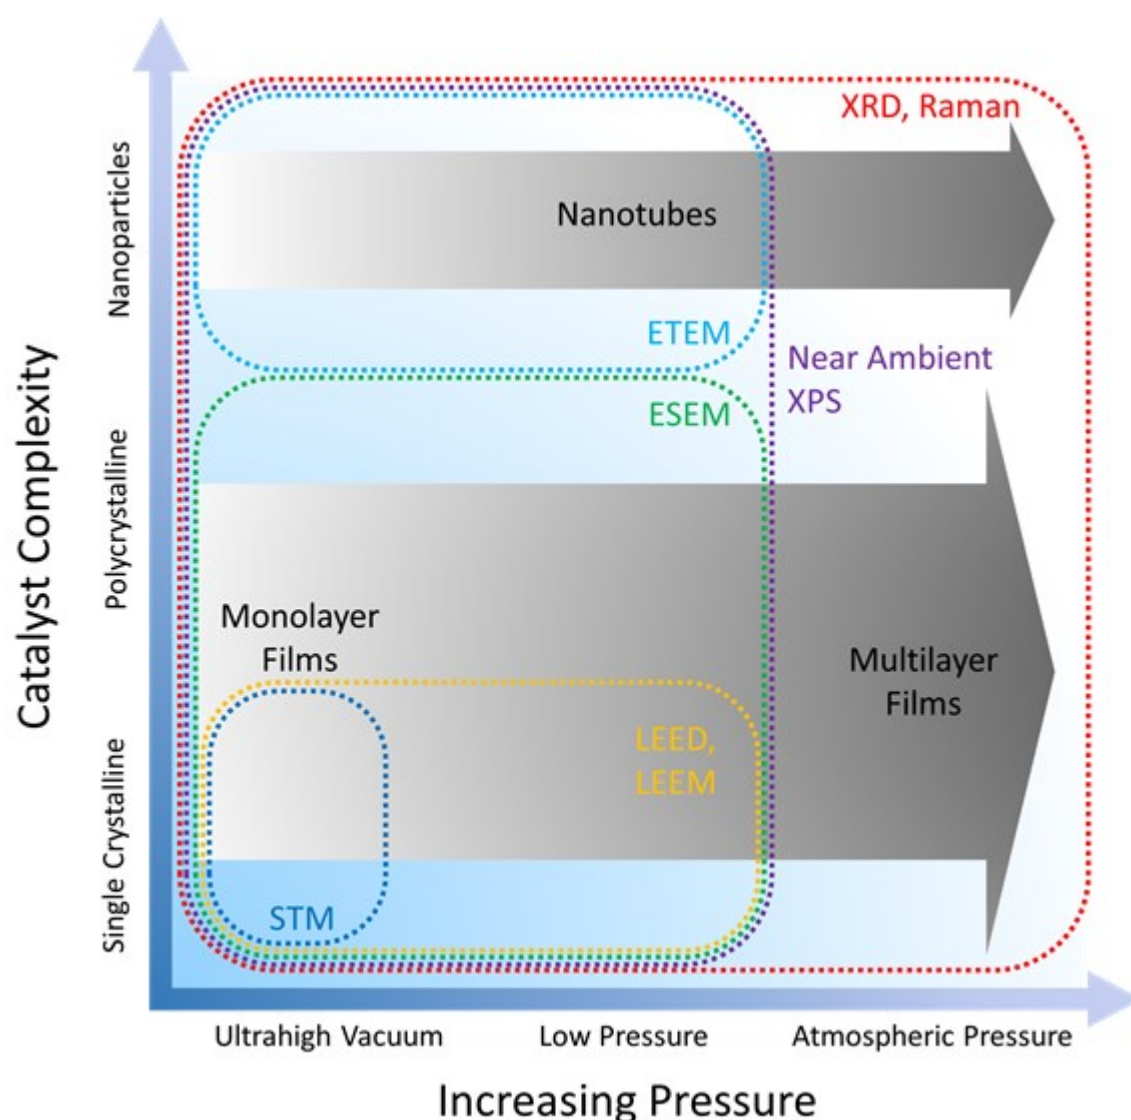 XRD, Raman
Nanotubes
ETEM
Near Ambient
XPS
ESEM
Monolayer
Films
Multilayer
Films
LEED,
LEEM
STM
Catalyst Complexity
Nanoparticles
Polycrystalline
Single Crystalline
Ultrahigh Vacuum
Low Pressure
Atmospheric Pressure
Increasing Pressure